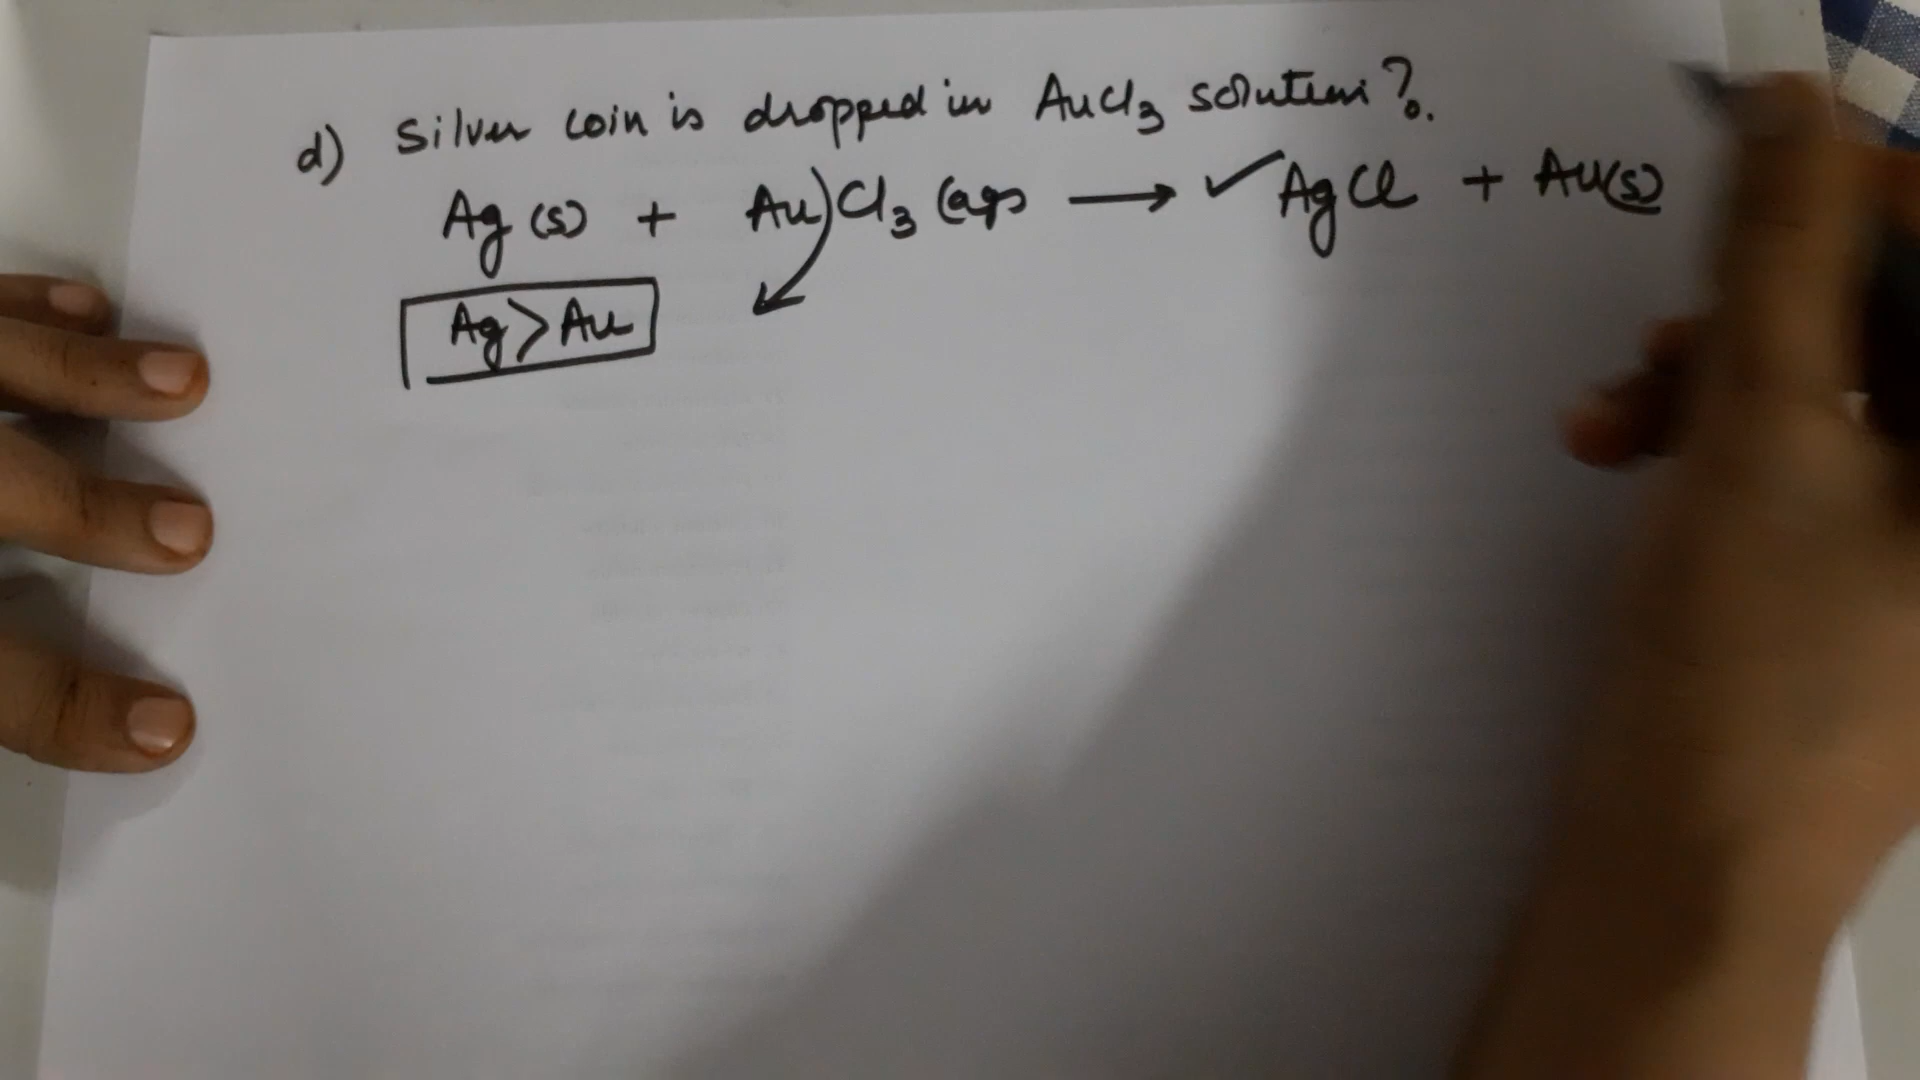 d) Silver coin is dropped in AuCl3 solution?.
Ag (s) + Au)Cl3 (aq) → ✓AgCl + Au(s)
Ag > Au